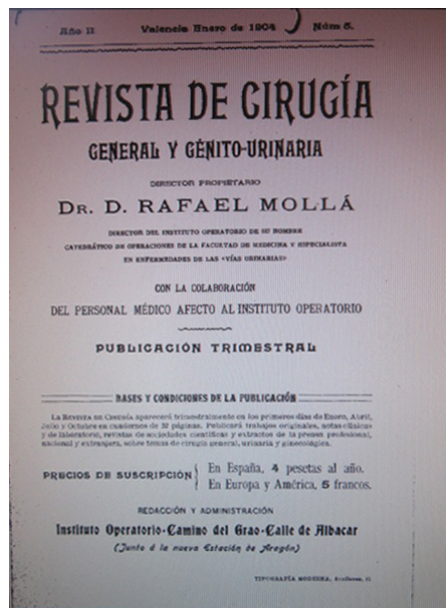 Año II
Valencia Enero de 1904
Núm 5.
REVISTA DE CIRUGÍA
GENERAL Y GÉNITO-URINARIA
DIRECTOR PROPIETARIO
DR. D. RAFAEL MOLLÁ
DIRECTOR DEL INSTITUTO OPERATORIO DE SU NOMBRE
CATEDRÁTICO DE OPERACIONES DE LA FACULTAD DE MEDICINA Y ESPECIALISTA
EN ENFERMEDADES DE LAS «VÍAS URINARIAS»
CON LA COLABORACIÓN
DEL PERSONAL MÉDICO AFECTO AL INSTITUTO OPERATORIO
PUBLICACIÓN TRIMESTRAL
BASES Y CONDICIONES DE LA PUBLICACIÓN
La REVISTA DE CIRUGÍA aparecerá trimestralmente en los primeros días de Enero, Abril,
Julio y Octubre en cuadernos de 32 páginas. Publicará trabajos originales, notas clínicas
y de laboratorio, revistas de sociedades científicas y extractos de la prensa profesional,
nacional y extranjera, sobre temas de cirugía general, urinaria y ginecológica.
PRECIOS DE SUSCRIPCIÓN
En España, 4 pesetas al año.
En Europa y América, 5 francos.
REDACCIÓN Y ADMINISTRACIÓN
Instituto Operatorio-Camino del Grao-Calle de Albacar
(Junto á la nueva Estación de Aragón)
TIPOGRAFÍA MODERNA,